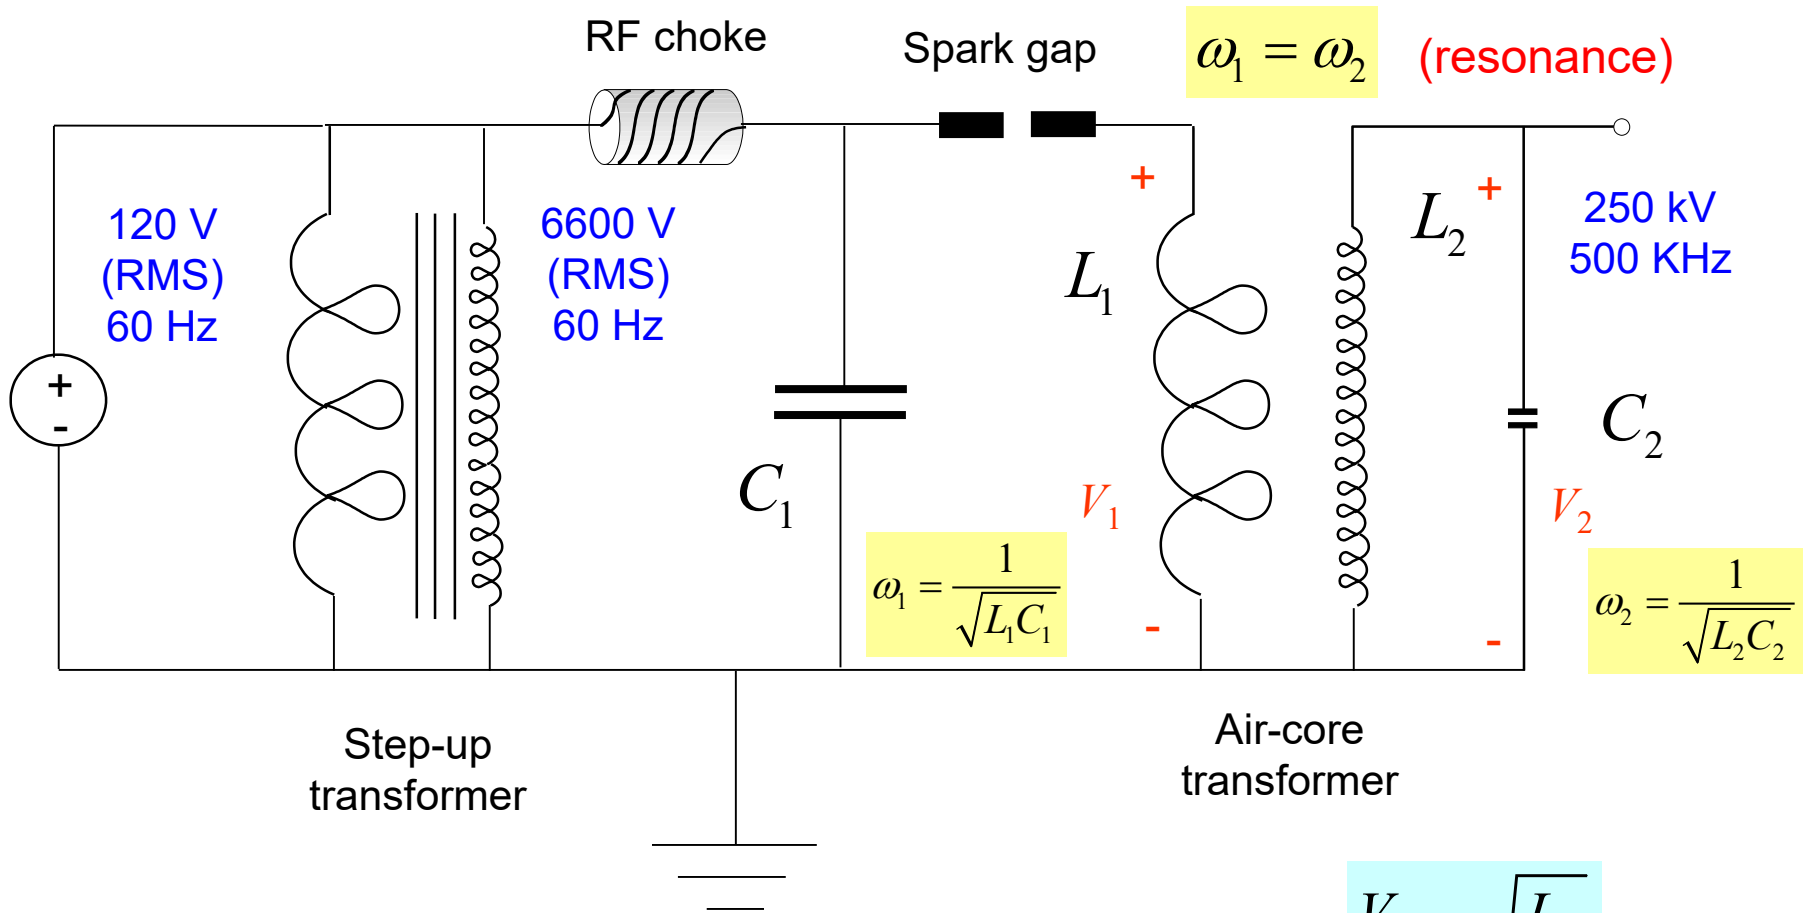 RF choke
Spark gap
ω₁ = ω₂
(resonance)
+
+
120 V
(RMS)
60 Hz
6600 V
(RMS)
60 Hz
L₁
L₂
250 kV
500 KHz
+
-
C₁
V₁
C₂
V₂
ω₁ = 1/√(L₁C₁)
ω₂ = 1/√(L₂C₂)
-
-
Step-up
transformer
Air-core
transformer